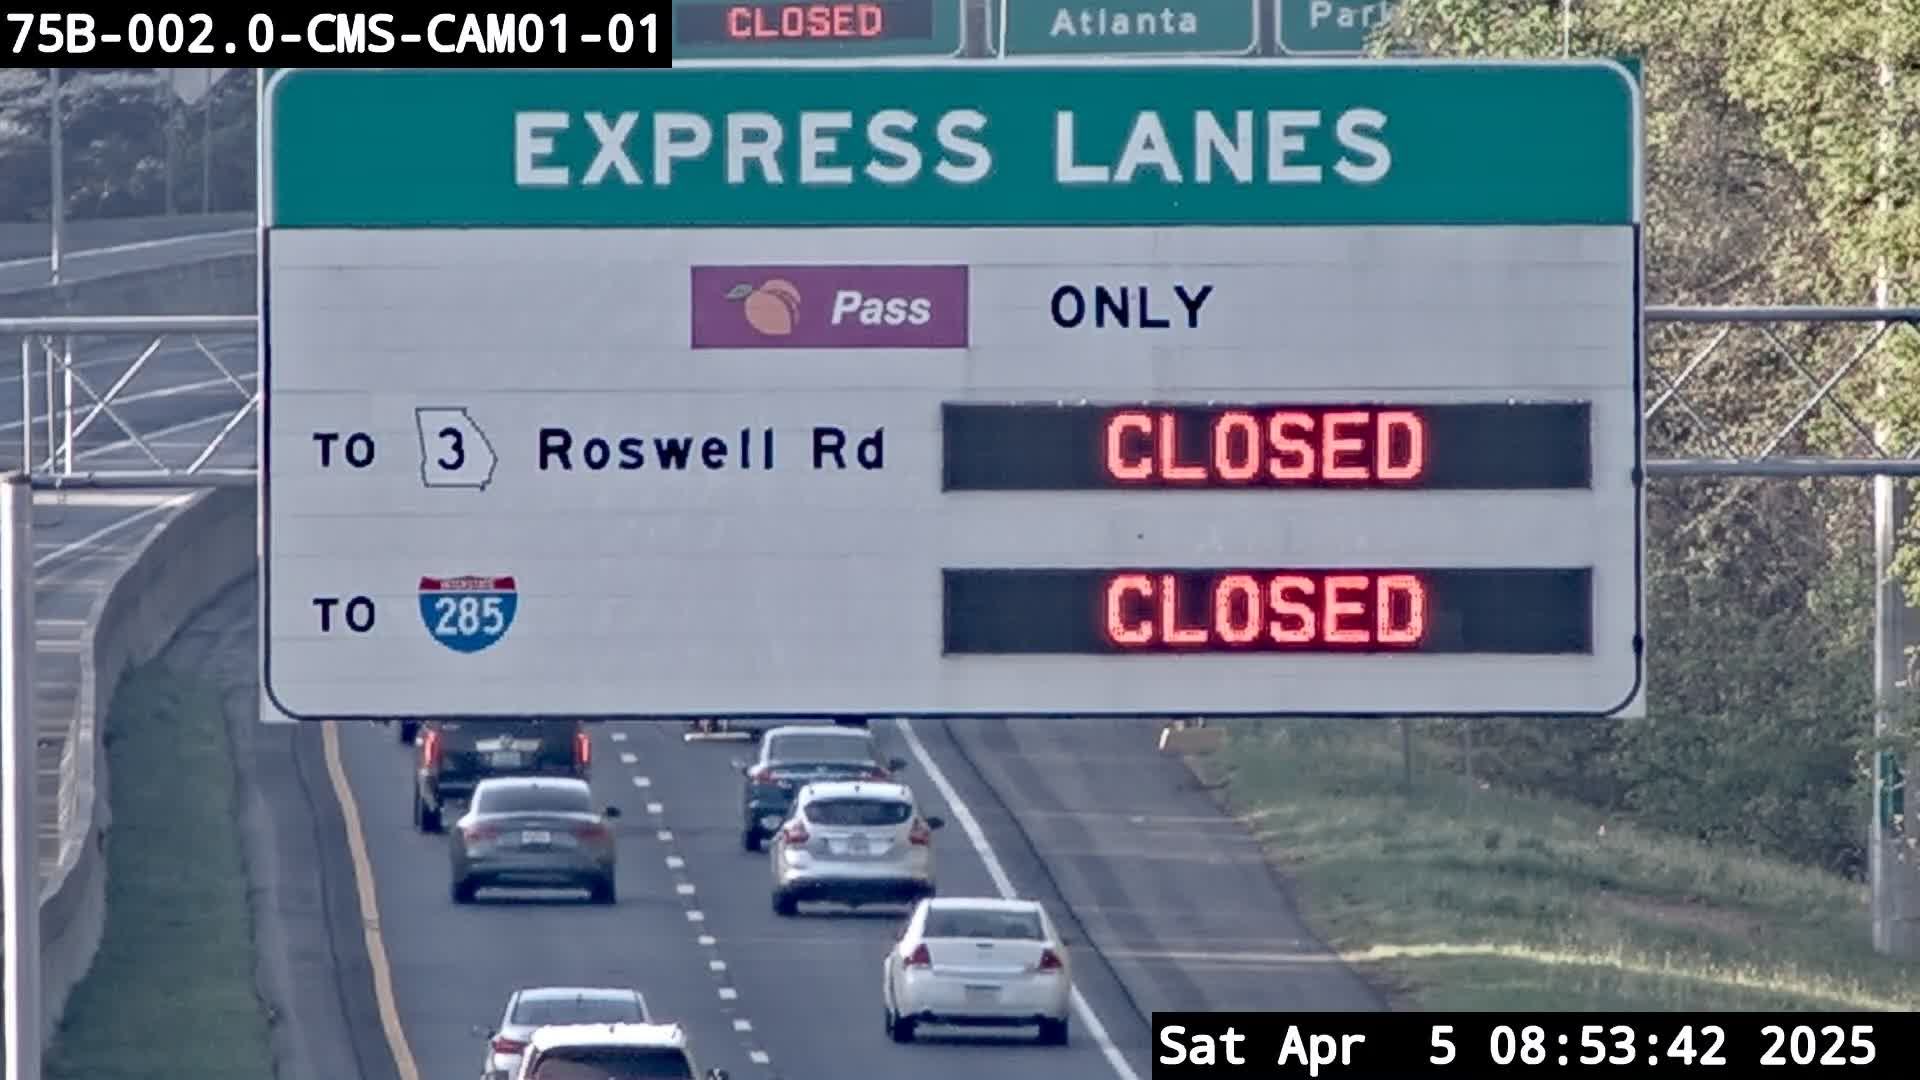 75B-002.0-CMS-CAM01-01
CLOSED
Atlanta
EXPRESS LANES
Pass ONLY
TO 3 Roswell Rd CLOSED
TO INTERSTATE 285 CLOSED
Sat Apr 5 08:53:42 2025